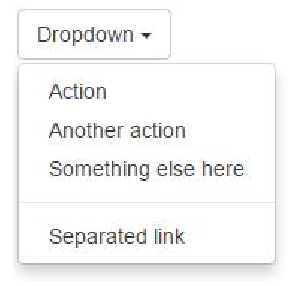 Dropdown
Action
Another action
Something else here
Separated link